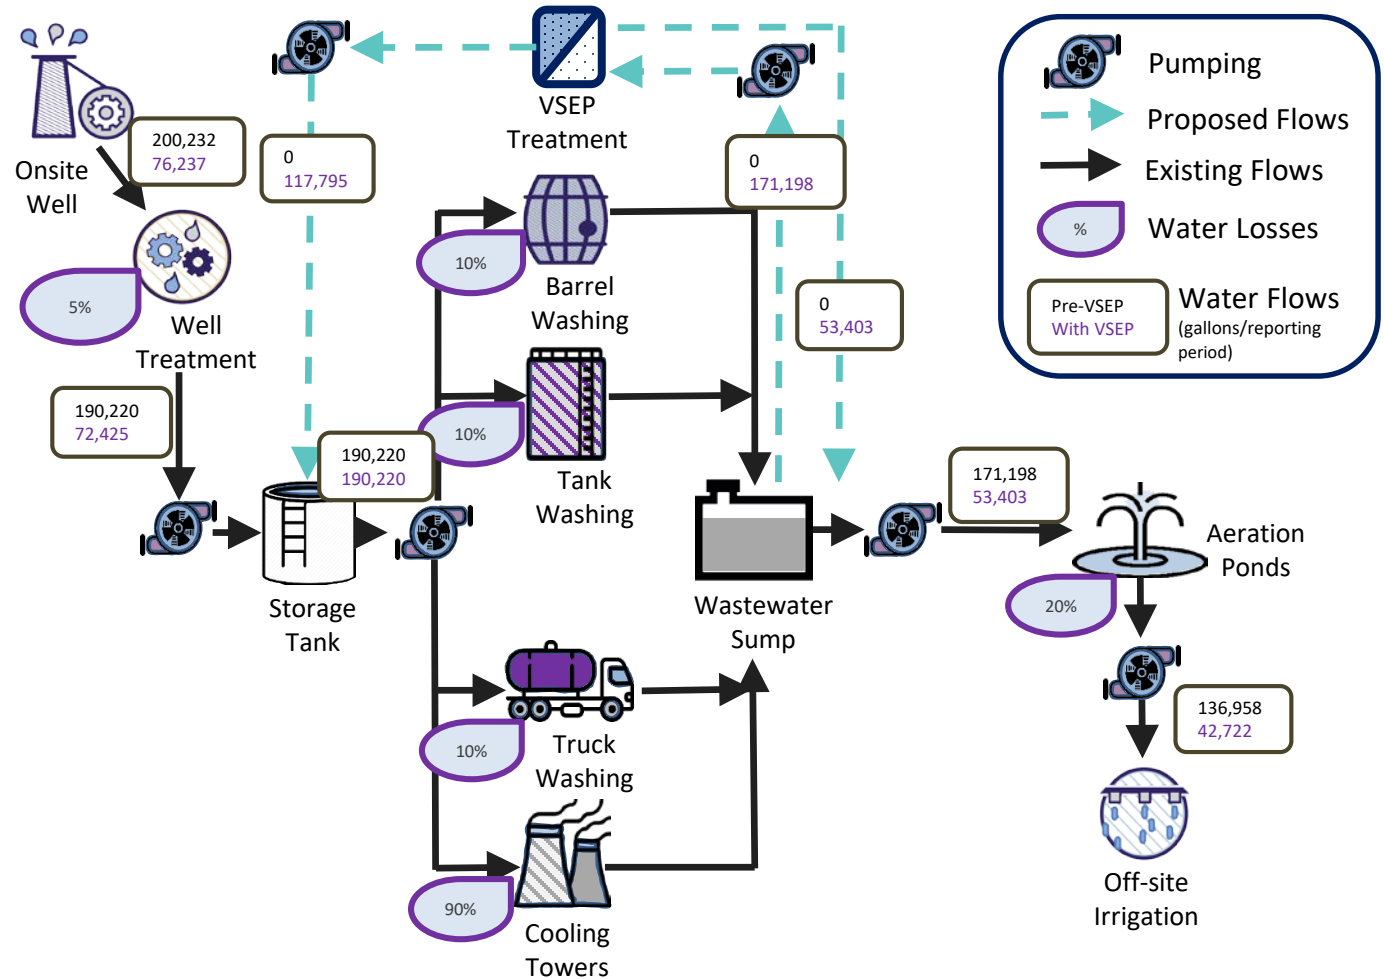 Onsite
Well
200,232
76,237
0
117,795
VSEP
Treatment
0
171,198
Pumping
Proposed Flows
Existing Flows
%
Water Losses
Pre-VSEP
With VSEP
Water Flows
(gallons/reporting
period)
5%
Well
Treatment
10%
Barrel
Washing
0
53,403
190,220
72,425
190,220
190,220
10%
Tank
Washing
171,198
53,403
Storage
Tank
Wastewater
Sump
Aeration
Ponds
20%
10%
Truck
Washing
136,958
42,722
90%
Cooling
Towers
Off-site
Irrigation